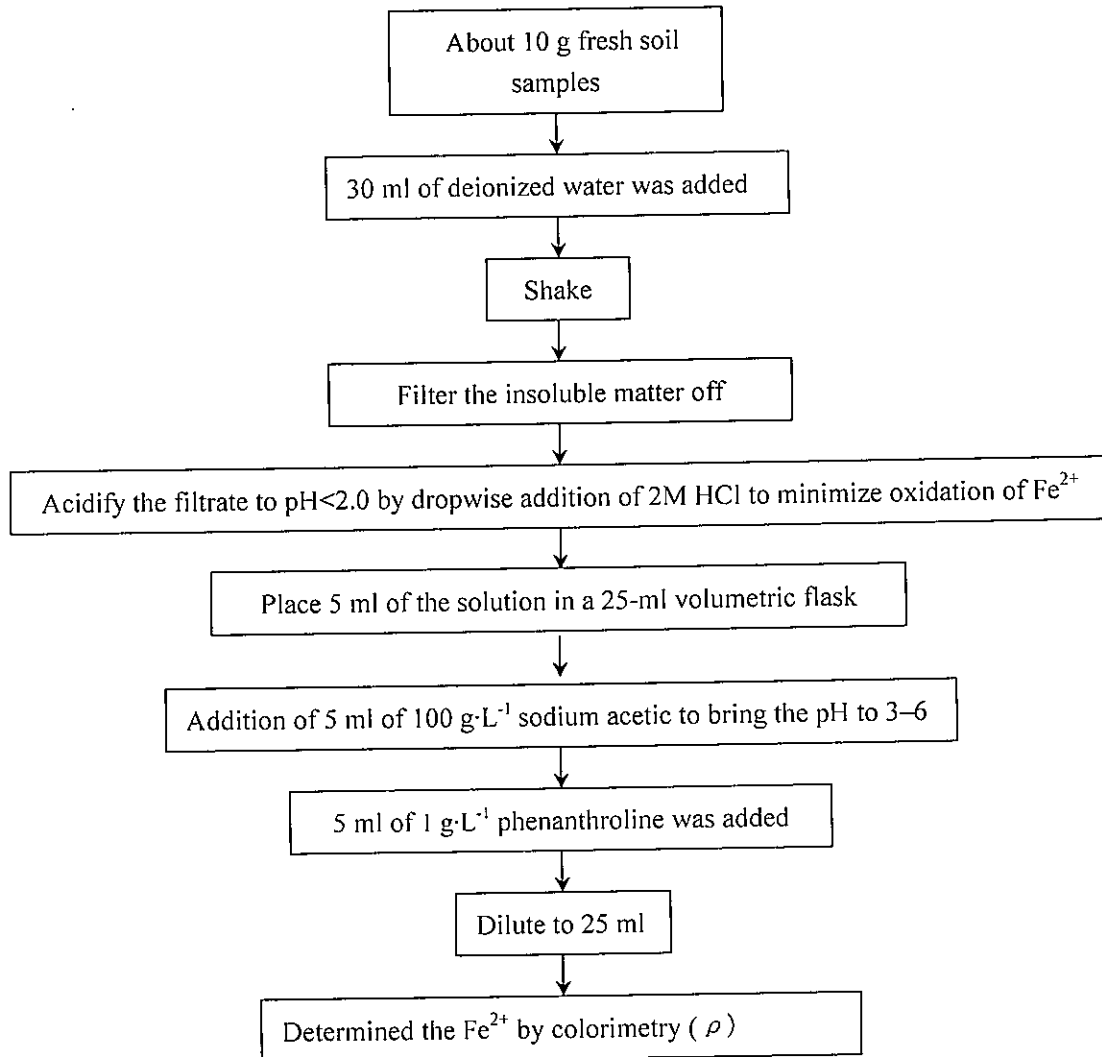 About 10 g fresh soil
samples
30 ml of deionized water was added
Shake
Filter the insoluble matter off
Acidify the filtrate to pH<2.0 by dropwise addition of 2M HCl to minimize oxidation of Fe²⁺
Place 5 ml of the solution in a 25-ml volumetric flask
Addition of 5 ml of 100 g·L⁻¹ sodium acetic to bring the pH to 3–6
5 ml of 1 g·L⁻¹ phenanthroline was added
Dilute to 25 ml
Determined the Fe²⁺ by colorimetry ( ρ )